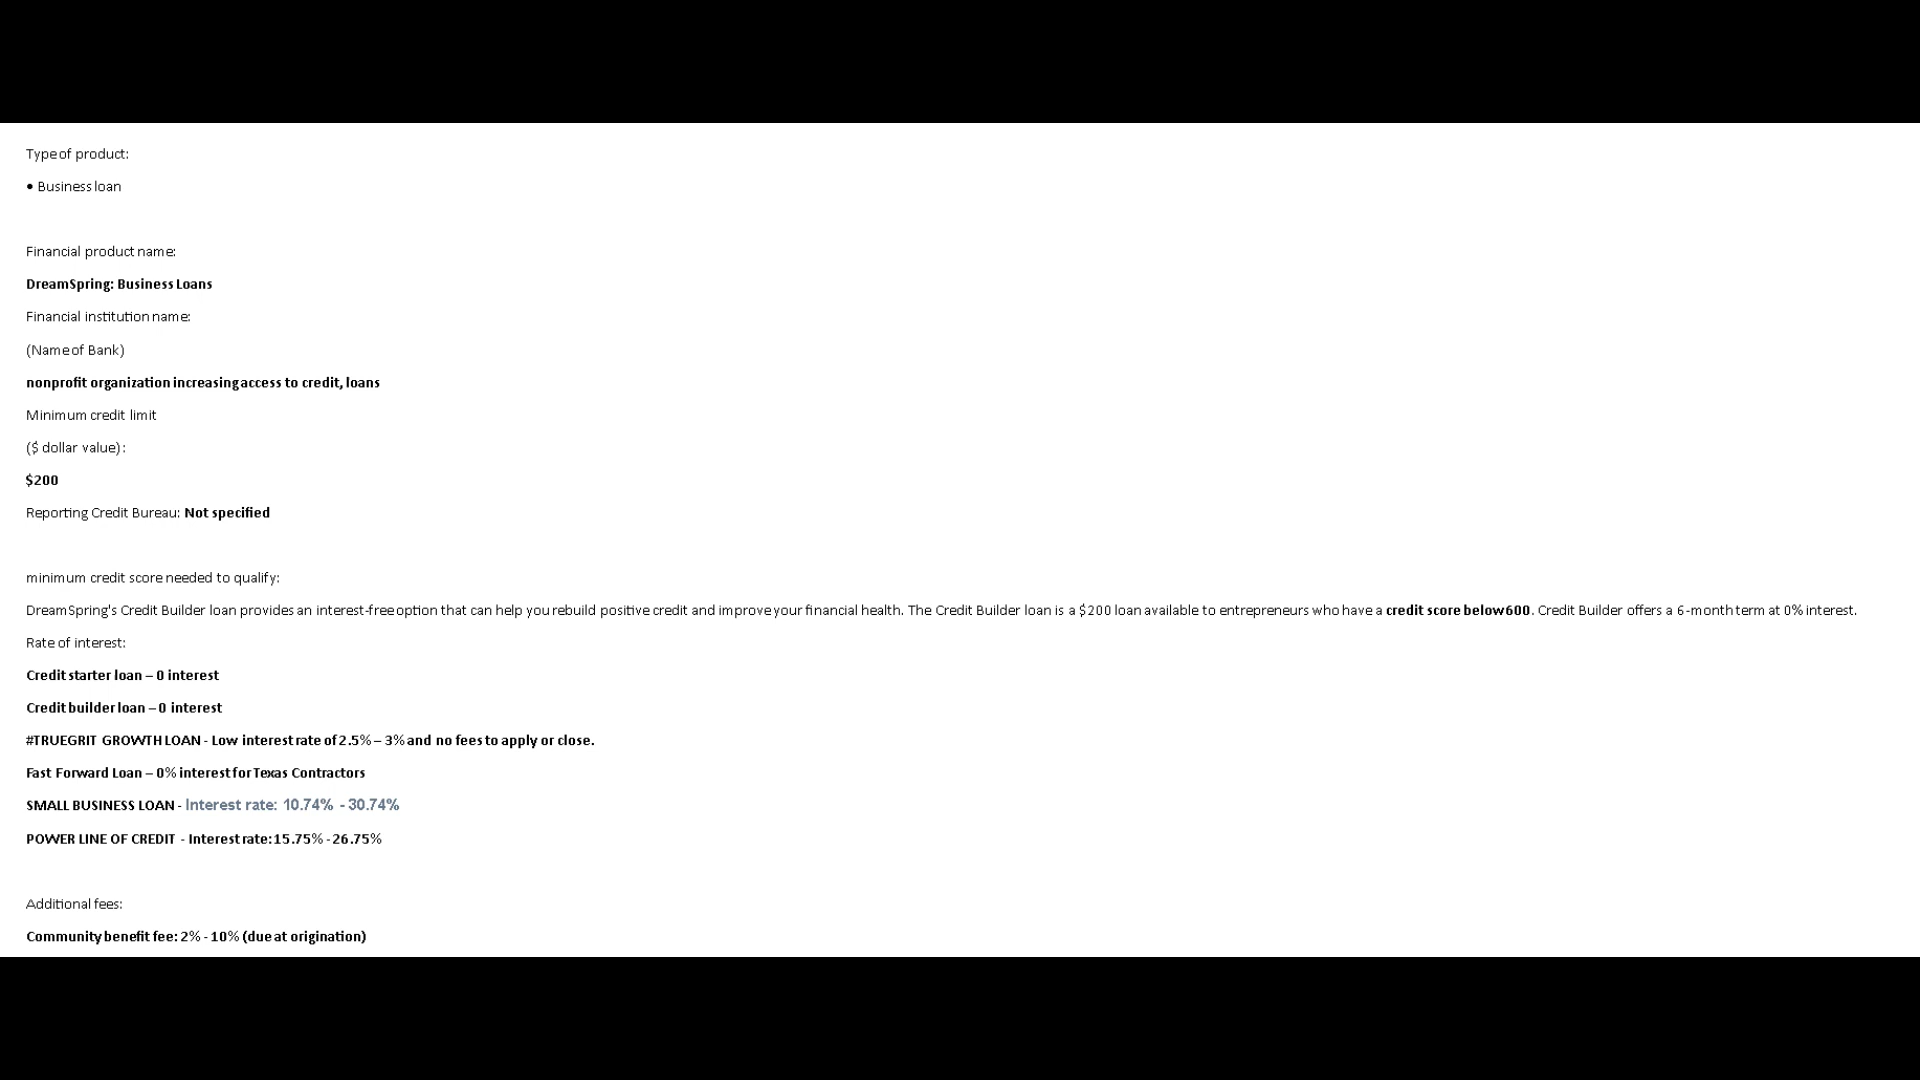 Type of product:
• Business loan
Financial product name:
DreamSpring: Business Loans
Financial institution name:
(Name of Bank)
nonprofit organization increasing access to credit, loans
Minimum credit limit
($ dollar value):
$200
Reporting Credit Bureau: Not specified
minimum credit score needed to qualify:
DreamSpring's Credit Builder loan provides an interest-free option that can help you rebuild positive credit and improve your financial health. The Credit Builder loan is a $200 loan available to entrepreneurs who have a credit score below 600. Credit Builder offers a 6-month term at 0% interest.
Rate of interest:
Credit starter loan – 0 interest
Credit builder loan – 0 interest
#TRUEGRIT GROWTH LOAN - Low interest rate of 2.5% – 3% and no fees to apply or close.
Fast Forward Loan – 0% interest for Texas Contractors
SMALL BUSINESS LOAN - Interest rate: 10.74% - 30.74%
POWER LINE OF CREDIT - Interest rate: 15.75% - 26.75%
Additional fees:
Community benefit fee: 2% - 10% (due at origination)